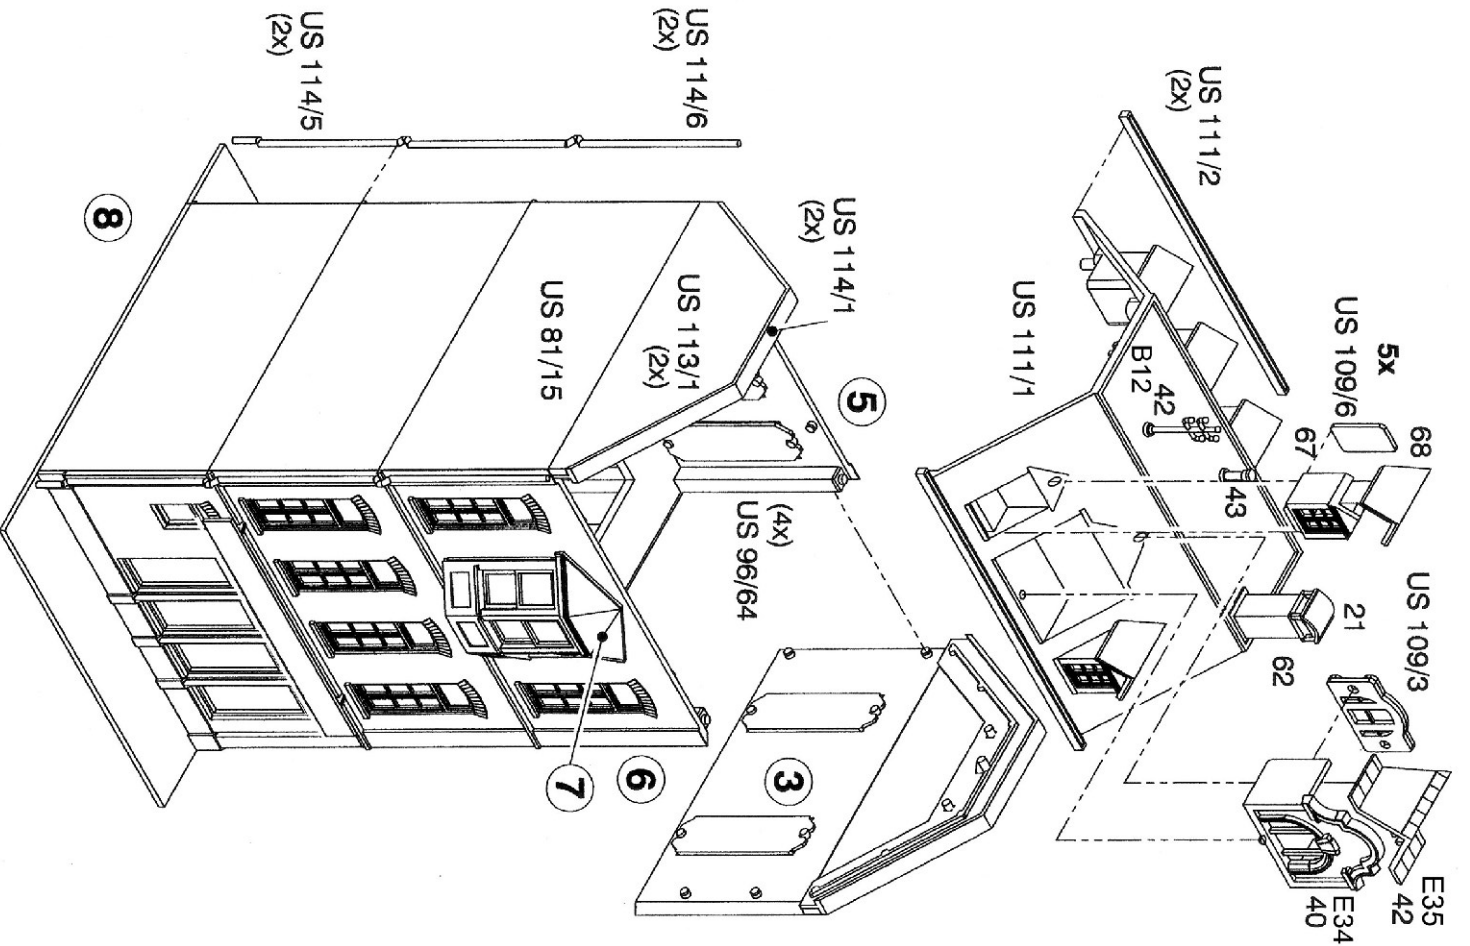 US 114/5
(2x)
US 114/6
(2x)
US 111/2
(2x)
US 114/1
(2x)
5x
US 109/6
68
67
US 109/3
21
62
43
42
B12
US 111/1
E35
42
E34
40
US 113/1
(2x)
US 81/15
(4x)
US 96/64
5
3
6
7
8